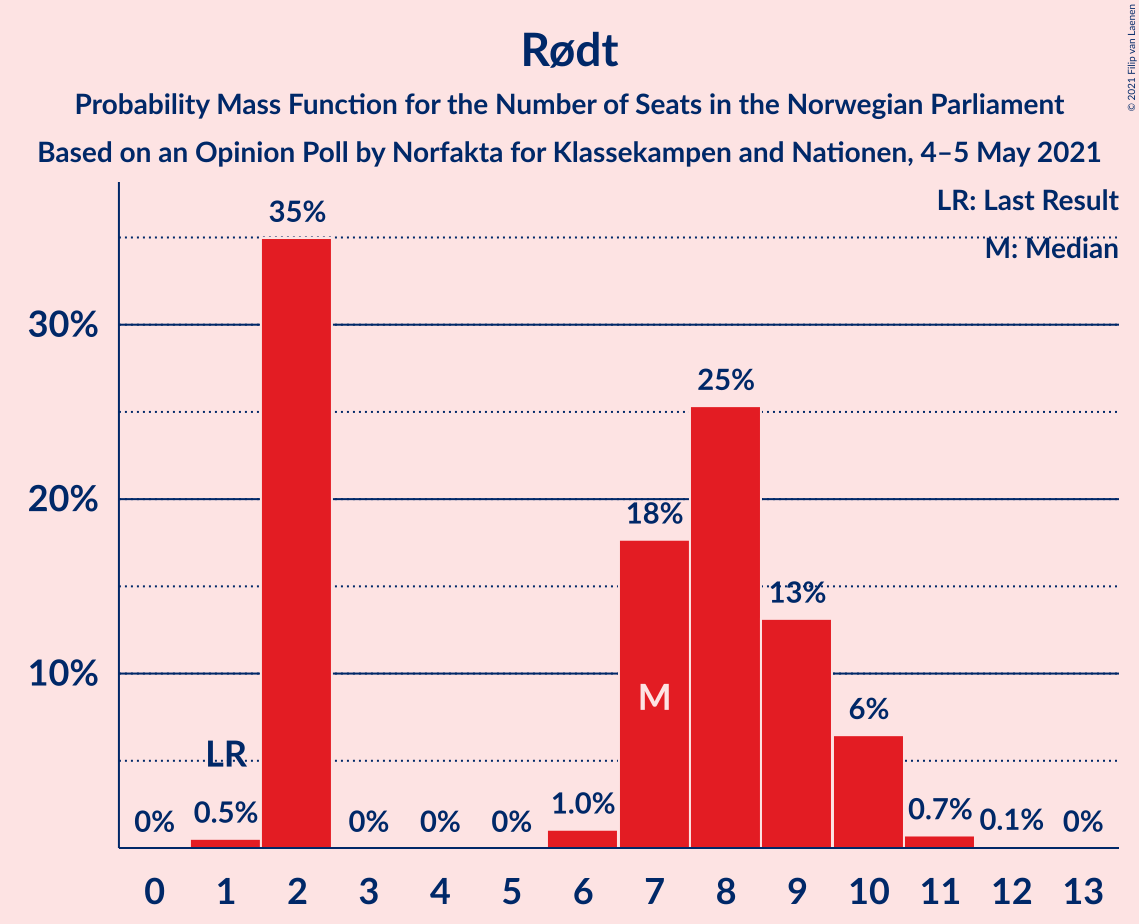 © 2021 Filip van Laenen
Rødt
Probability Mass Function for the Number of Seats in the Norwegian Parliament
Based on an Opinion Poll by Norfakta for Klassekampen and Nationen, 4–5 May 2021
LR: Last Result
M: Median
35%
30%
25%
20%
18%
13%
10%
M
6%
LR
0%
0.5%
0%
0%
0%
1.0%
0.7%
0.1%
0%
0 1 2 3 4 5 6 7 8 9 10 11 12 13